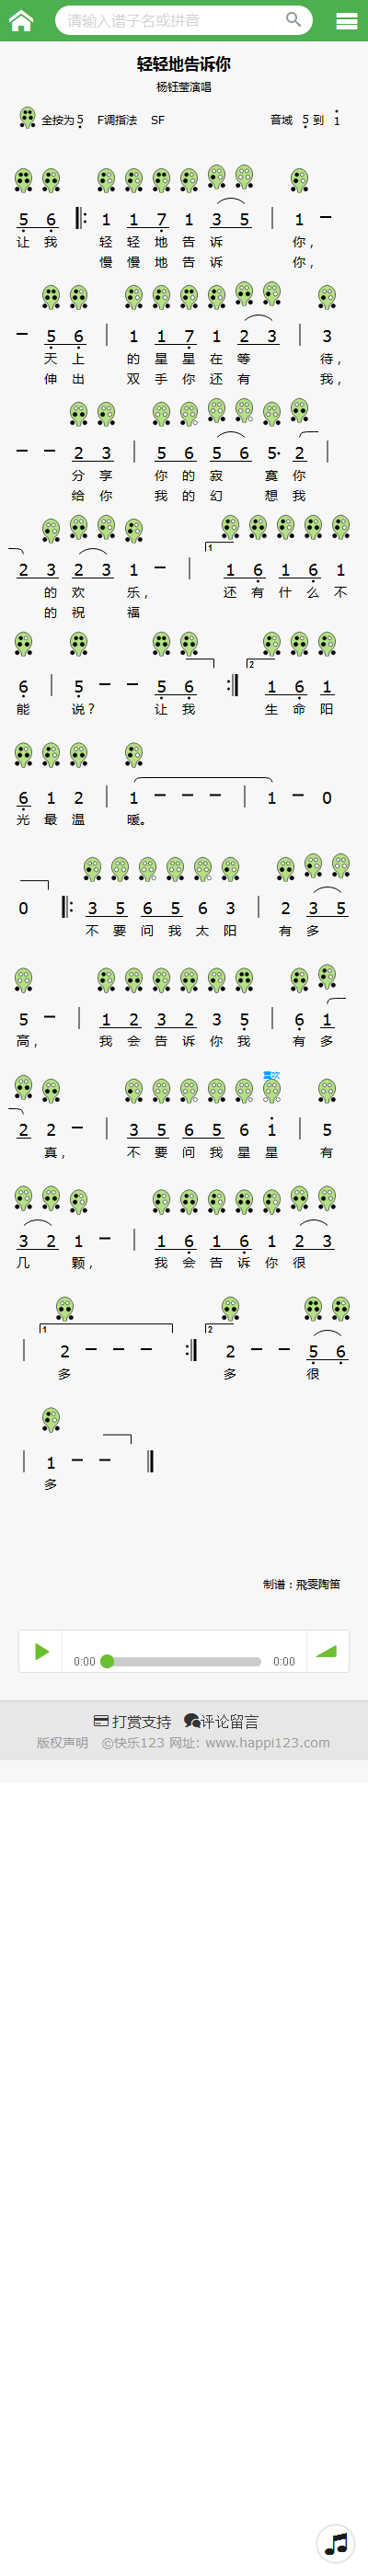 请输入谱子名或拼音
轻轻地告诉你
杨钰莹演唱
全按为 5 F调指法 SF 音域 5 到 1
5 6 1 1 7 1 3 5 1 -
让 我 轻 轻 地 告 诉 你，
慢 慢 地 告 诉 你，
- 5 6 1 1 7 1 2 3 3
天 上 的 星 星 在 等 待，
伸 出 双 手 你 还 有 我，
- - 2 3 5 6 5 6 5· 2
分 享 你 的 寂 寞 你
给 你 我 的 幻 想 我
2 3 2 3 1 - 1 1 6 1 6 1
的 欢 乐， 还 有 什 么 不
的 祝 福
6 5 - - 5 6 2 1 6 1
能 说？ 让 我 生 命 阳
6 1 2 1 - - - 1 - 0
光 最 温 暖。
0 3 5 6 5 6 3 2 3 5
不 要 问 我 太 阳 有 多
5 - 1 2 3 2 3 5 6 1
高， 我 会 告 诉 你 我 有 多
重吹
2 2 - 3 5 6 5 6 1 5
真， 不 要 问 我 星 星 有
3 2 1 - 1 6 1 6 1 2 3
几 颗， 我 会 告 诉 你 很
1 2 - - - 2 2 - - 5 6
多 多 很
1 - -
多
制谱：飛雯陶笛
0:00 0:00
打赏支持 评论留言
版权声明 ©快乐123 网址：www.happi123.com